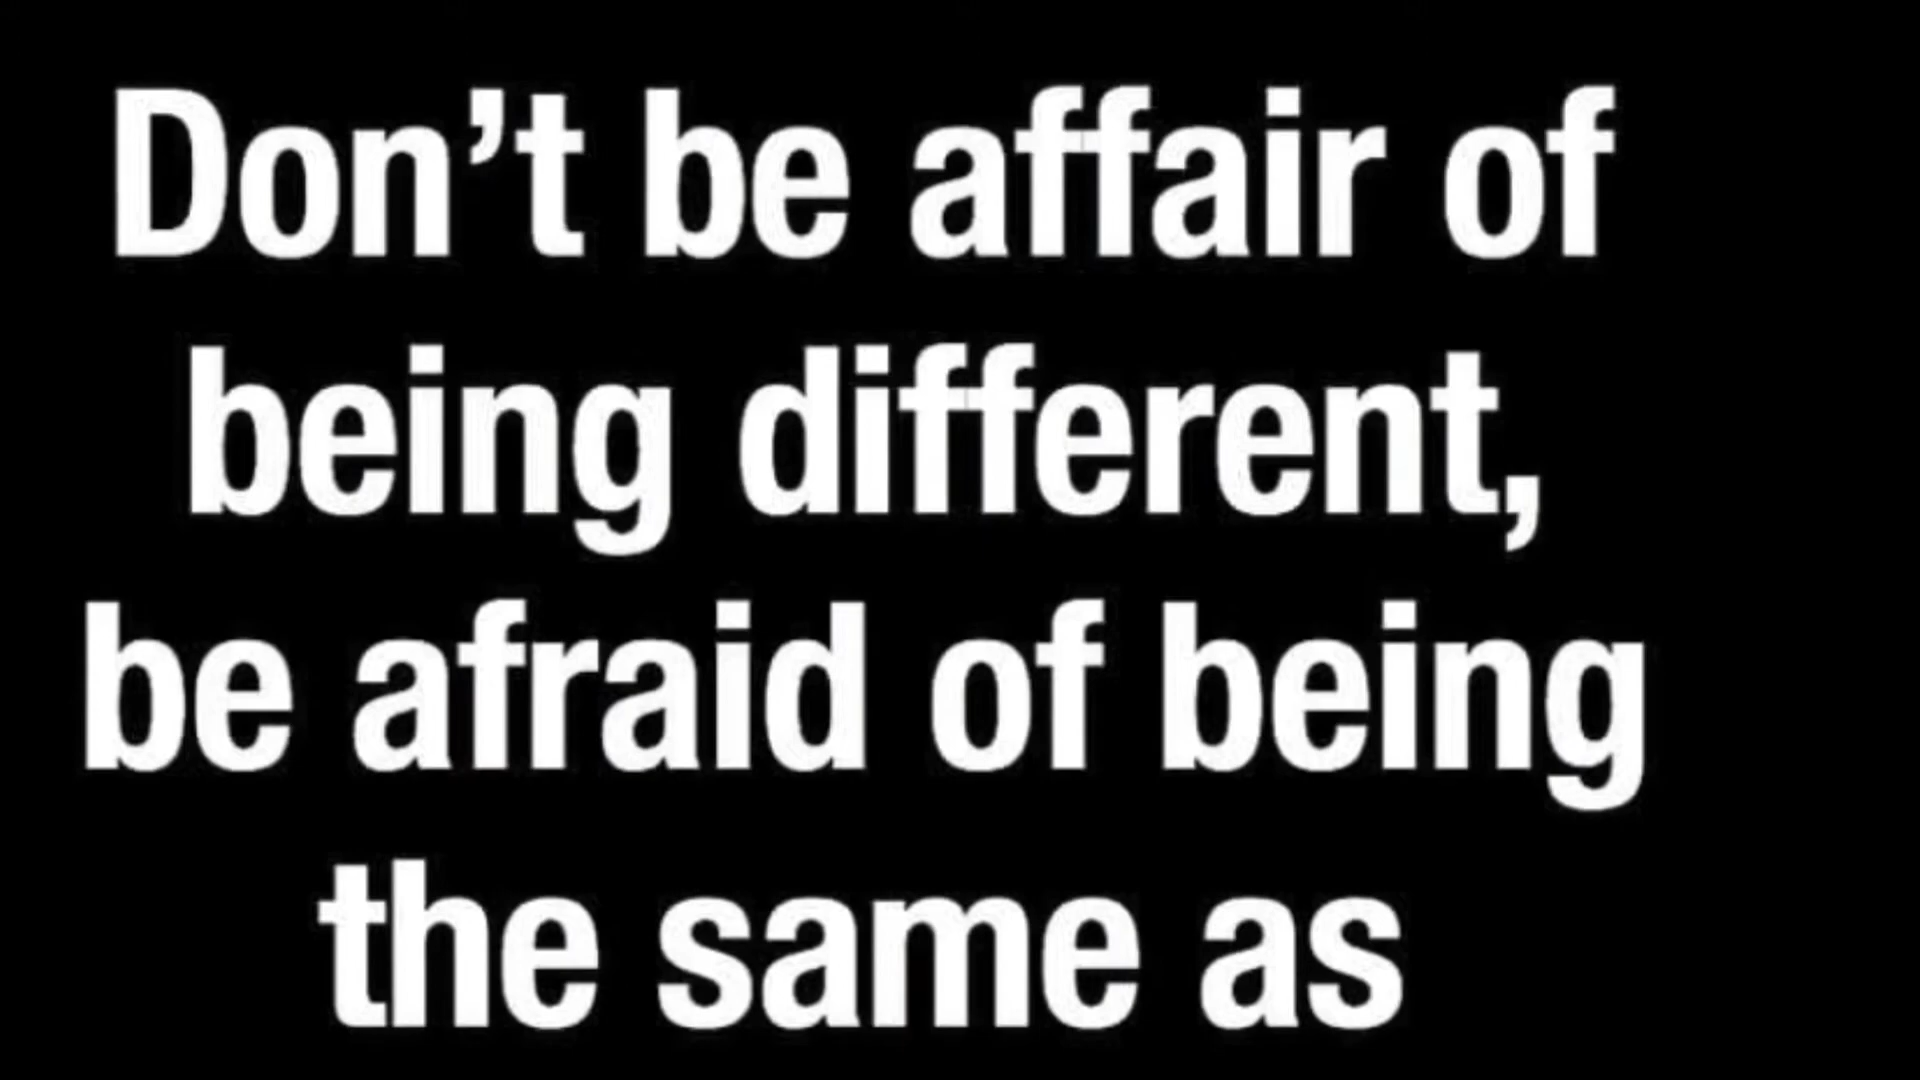 Don’t be affair of
being different,
be afraid of being
the same as